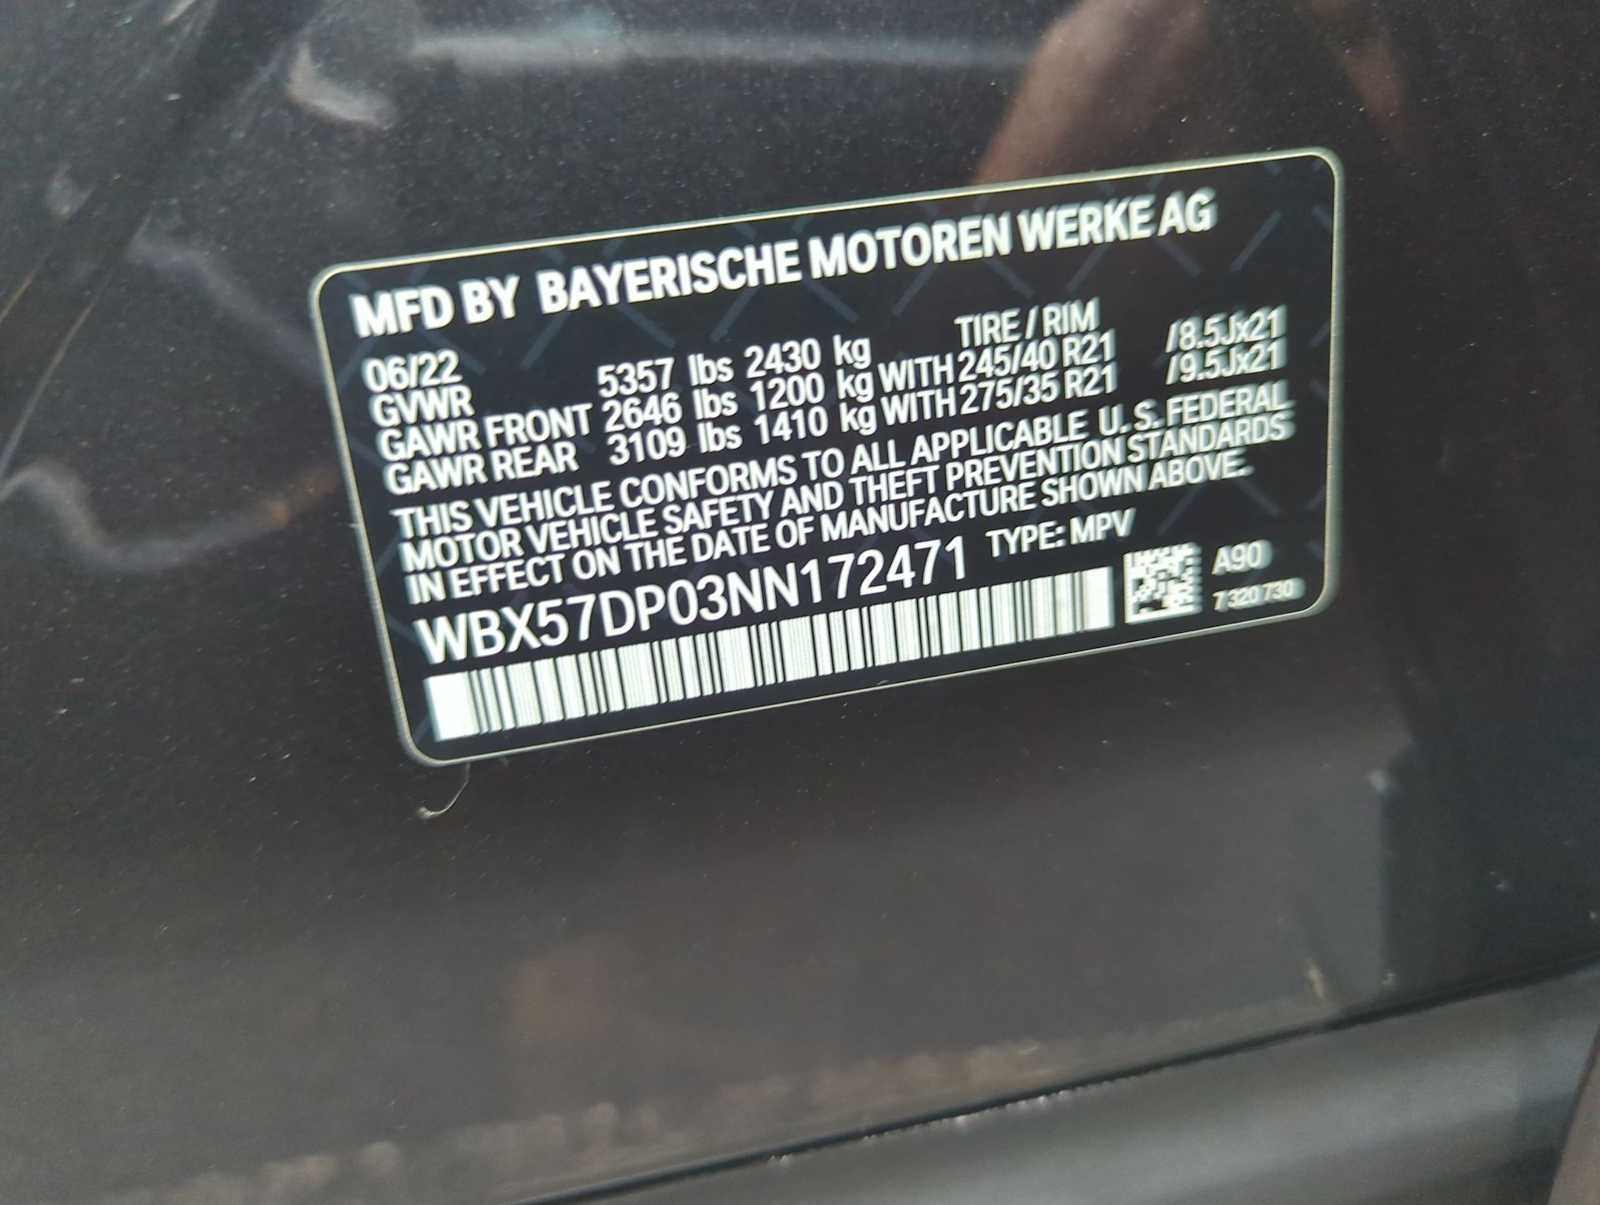 MFD BY BAYERISCHE MOTOREN WERKE AG
06/22 TIRE / RIM
GVWR 5357 lbs 2430 kg
GAWR FRONT 2646 lbs 1200 kg WITH 245/40 R21 /8.5Jx21
GAWR REAR 3109 lbs 1410 kg WITH 275/35 R21 /9.5Jx21
THIS VEHICLE CONFORMS TO ALL APPLICABLE U.S. FEDERAL
MOTOR VEHICLE SAFETY AND THEFT PREVENTION STANDARDS
IN EFFECT ON THE DATE OF MANUFACTURE SHOWN ABOVE.
WBX57DP03NN172471 TYPE: MPV
A90
7 320 730